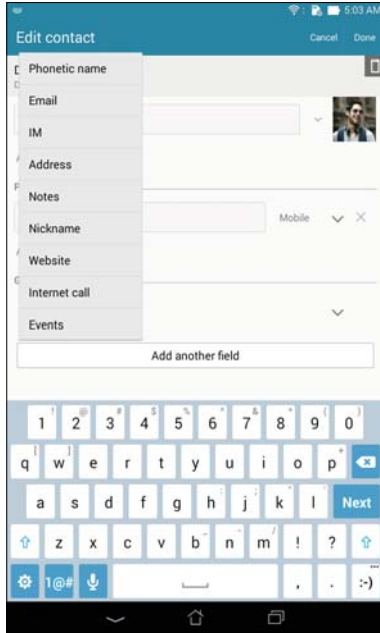 5:03 AM
Edit contact
Cancel Done
D
Phonetic name
Email
IM
Address
Notes
Nickname
Mobile
Website
Internet call
Events
Add another field
1 2 3 4 5 6 7 8 9 0
q w e r t y u i o p
a s d f g h j k l Next
z x c v b n m ! ?
1@# , . :-)